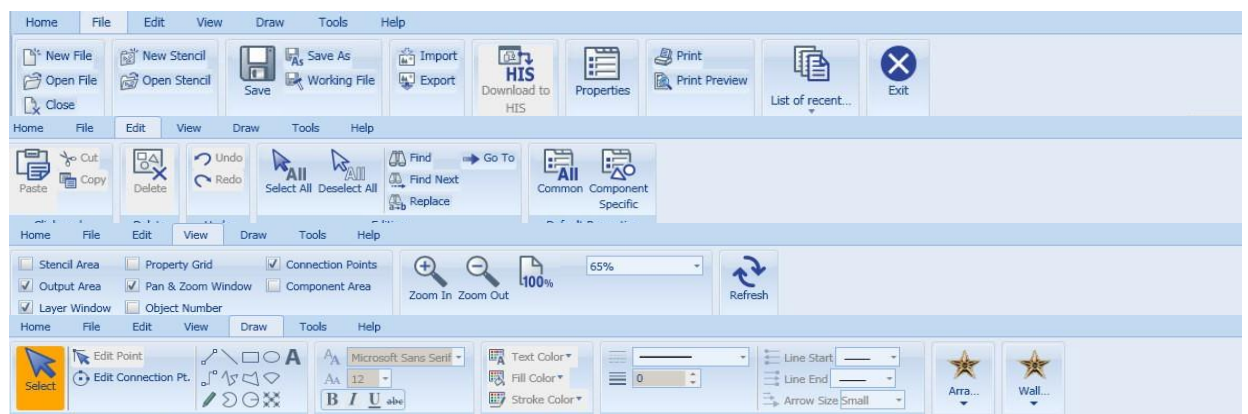 Home File Edit View Draw Tools Help
New File New Stencil Save As Import Print
Open File Open Stencil Working File Export Print Preview
Close Save HIS Download to HIS Properties List of recent... Exit
Home File Edit View Draw Tools Help
Cut Undo Find Go To
Paste Copy Delete Redo Select All Deselect All Find Next Common Component Specific
Replace
Home File Edit View Draw Tools Help
Stencil Area Property Grid Connection Points 100% 65%
Output Area Pan & Zoom Window Component Area Zoom In Zoom Out Refresh
Layer Window Object Number
Home File Edit View Draw Tools Help
Edit Point A Microsoft Sans Serif Text Color Line Start
Select Edit Connection Pt. 12 Fill Color 0 Line End Arra... Wall...
B I U abc Stroke Color Arrow Size Small